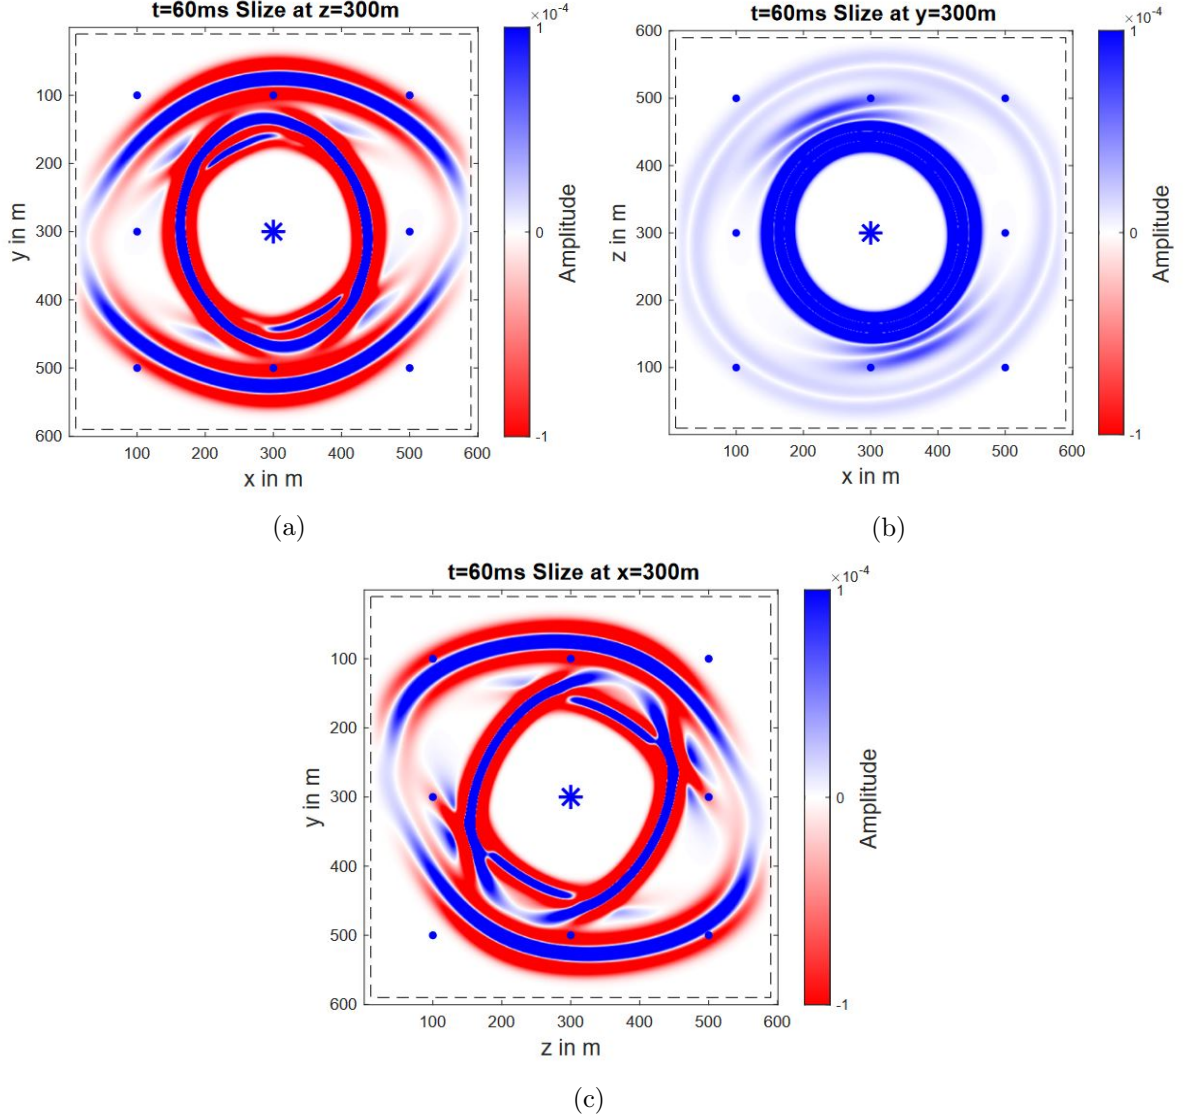 t=60ms Slize at z=300m
×10⁻⁴
1
100
200
300
400
500
600
y in m
100 200 300 400 500 600
x in m
0
-1
Amplitude
(a)
t=60ms Slize at y=300m
×10⁻⁴
1
600
500
400
300
200
100
z in m
100 200 300 400 500 600
x in m
0
-1
Amplitude
(b)
t=60ms Slize at x=300m
×10⁻⁴
1
100
200
300
400
500
600
y in m
100 200 300 400 500 600
z in m
0
-1
Amplitude
(c)